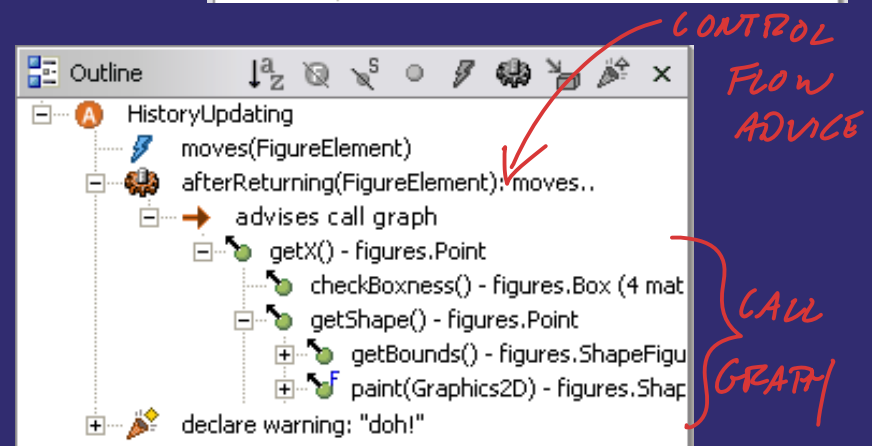 CONTROL
FLOW
ADVICE
Outline
HistoryUpdating
moves(FigureElement)
afterReturning(FigureElement): moves..
advises call graph
getX() - figures.Point
checkBoxness() - figures.Box (4 mat
getShape() - figures.Point
getBounds() - figures.ShapeFigu
paint(Graphics2D) - figures.Shap
declare warning: "doh!"
CALL
GRAPH